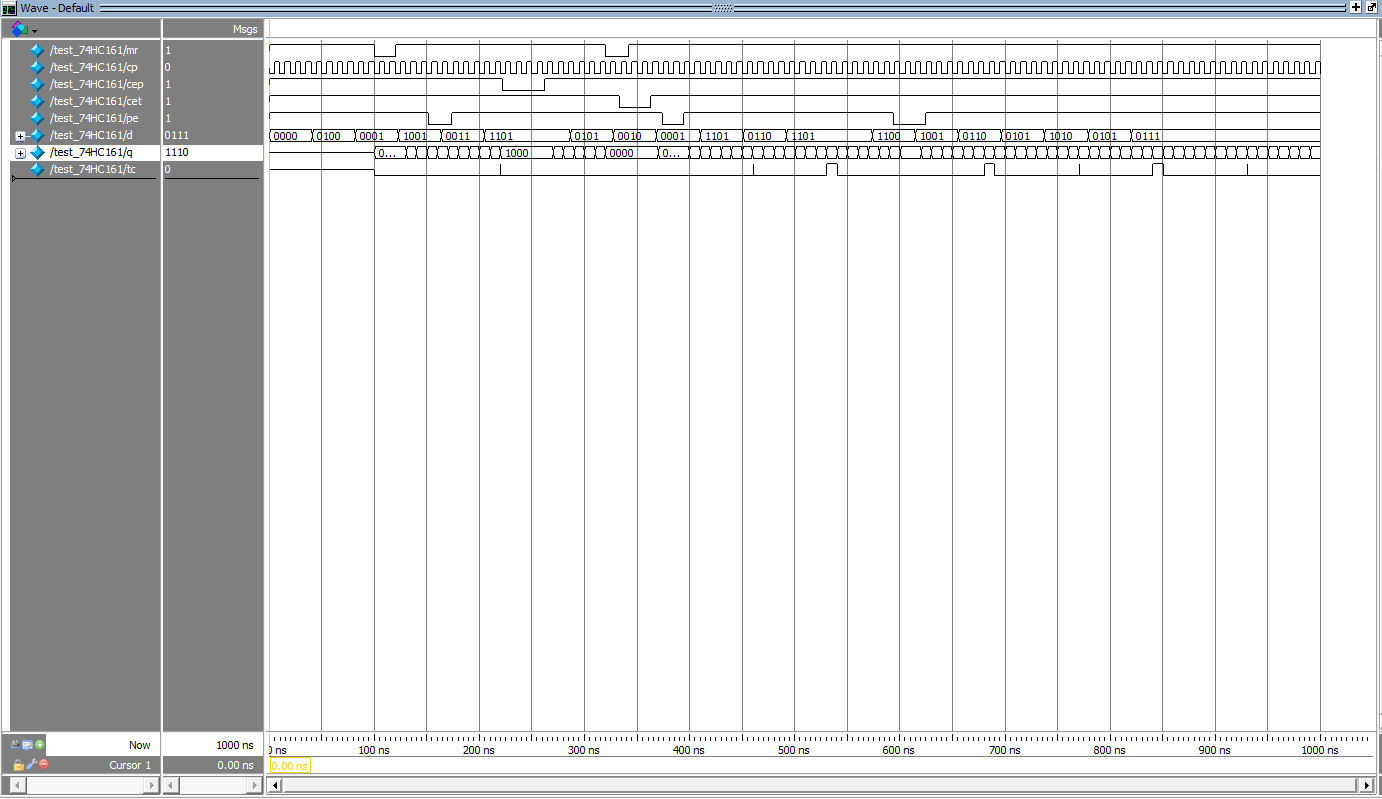 Wave - Default
Msgs
/test_74HC161/mr 1
/test_74HC161/cp 0
/test_74HC161/cep 1
/test_74HC161/cet 1
/test_74HC161/pe 1
/test_74HC161/d 0111 0000 0100 0001 1001 0011 1101 0101 0010 0001 1101 0110 1101 1100 1001 0110 0101 1010 0101 0111
/test_74HC161/q 1110 0... 1000 0000 0...
/test_74HC161/tc 0
Now 1000 ns ns 100 ns 200 ns 300 ns 400 ns 500 ns 600 ns 700 ns 800 ns 900 ns 1000 ns
Cursor 1 0.00 ns 0.00 ns